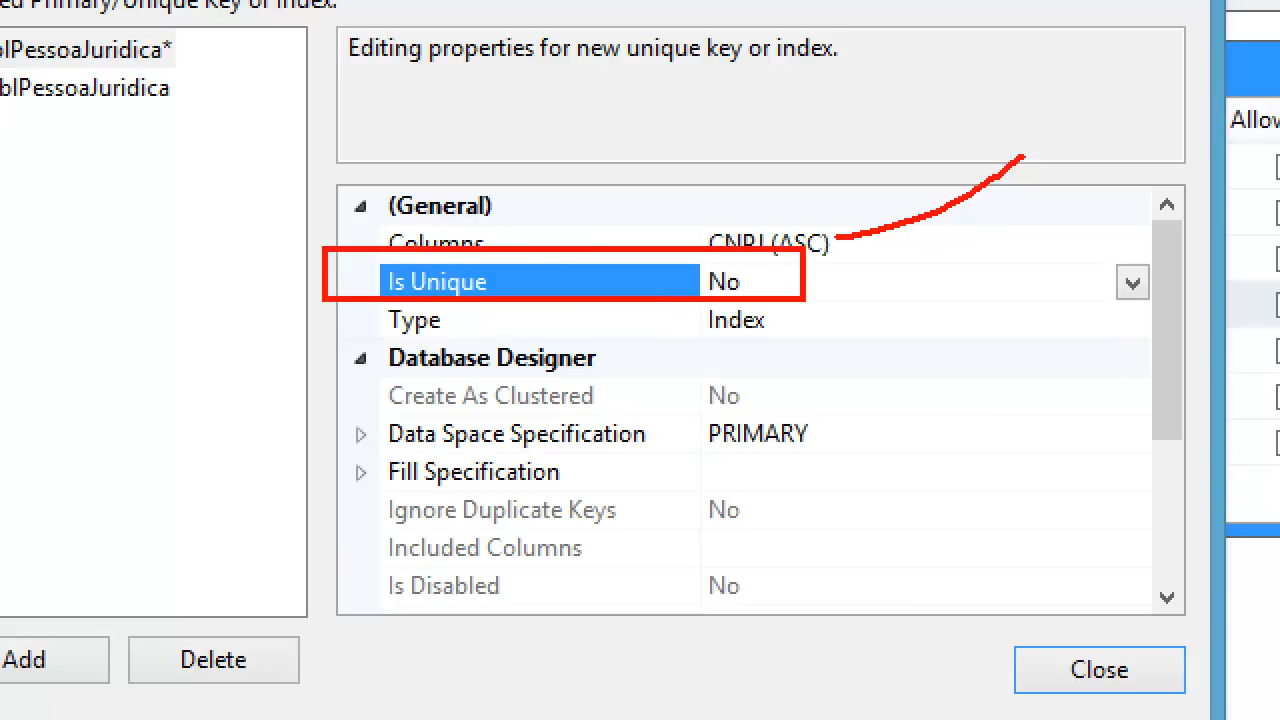 ed Primary/Unique Key or Index:
blPessoaJuridica*
blPessoaJuridica
Editing properties for new unique key or index.
(General)
Columns CNPJ (ASC)
Is Unique No
Type Index
Database Designer
Create As Clustered No
Data Space Specification PRIMARY
Fill Specification
Ignore Duplicate Keys No
Included Columns
Is Disabled No
Add Delete
Close
Allow